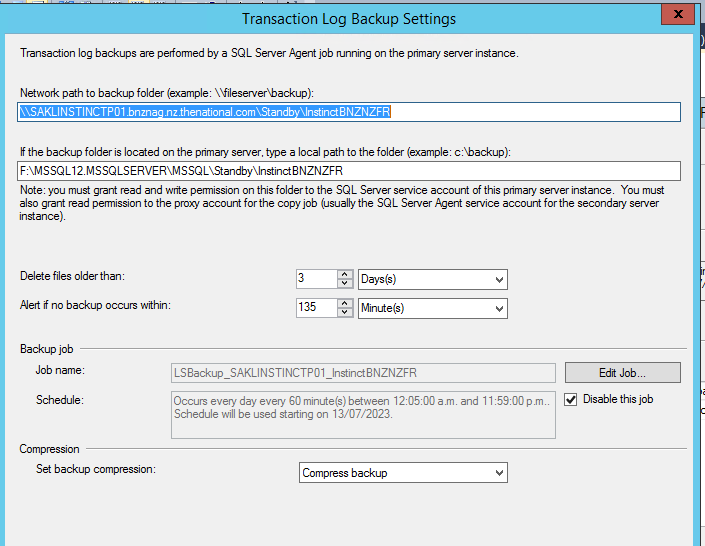 Transaction Log Backup Settings
x
Transaction log backups are performed by a SQL Server Agent job running on the primary server instance.
Network path to backup folder (example: \\fileserver\backup):
\\SAKLINSTINCTP01.bnznag.nz.thenational.com\Standby\InstinctBNZNZFR
If the backup folder is located on the primary server, type a local path to the folder (example: c:\backup):
F:\MSSQL12.MSSQLSERVER\MSSQL\Standby\InstinctBNZNZFR
Note: you must grant read and write permission on this folder to the SQL Server service account of this primary server instance. You must
also grant read permission to the proxy account for the copy job (usually the SQL Server Agent service account for the secondary server
instance).
Delete files older than: 3 Days(s)
Alert if no backup occurs within: 135 Minute(s)
Backup job
Job name: LSBackup_SAKLINSTINCTP01_InstinctBNZNZFR Edit Job...
Schedule: Occurs every day every 60 minute(s) between 12:05:00 a.m. and 11:59:00 p.m.. Disable this job
Schedule will be used starting on 13/07/2023.
Compression
Set backup compression: Compress backup